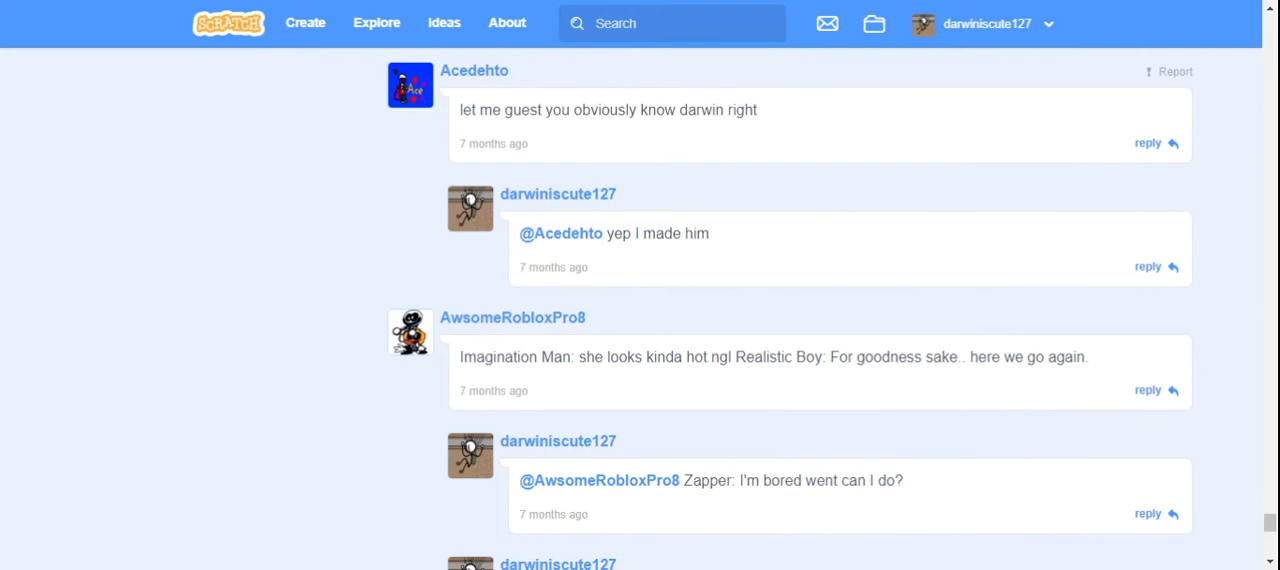 SCRATCH Create Explore Ideas About Search darwiniscute127
Acedehto
Report
let me guest you obviously know darwin right
7 months ago
reply
darwiniscute127
@Acedehto yep I made him
7 months ago
reply
AwsomeRobloxPro8
Imagination Man: she looks kinda hot ngl Realistic Boy: For goodness sake.. here we go again.
7 months ago
reply
darwiniscute127
@AwsomeRobloxPro8 Zapper: I'm bored went can I do?
7 months ago
reply
darwiniscute127